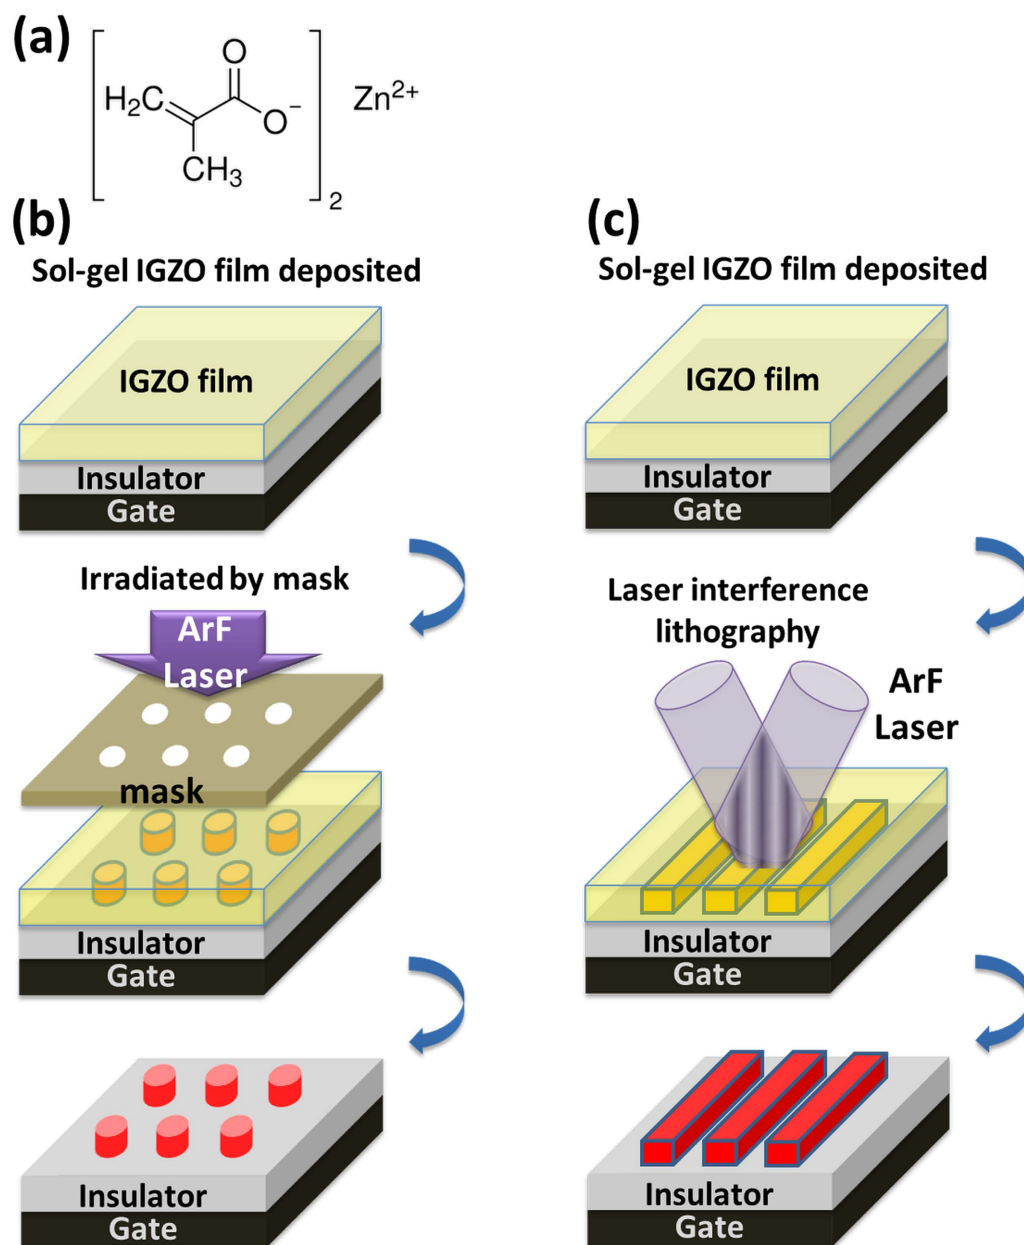 (a)
O
H₂C
O⁻
Zn²⁺
CH₃
2
(b)
Sol-gel IGZO film deposited
IGZO film
Insulator
Gate
Irradiated by mask
ArF
Laser
mask
Insulator
Gate
Insulator
Gate
(c)
Sol-gel IGZO film deposited
IGZO film
Insulator
Gate
Laser interference
lithography
ArF
Laser
Insulator
Gate
Insulator
Gate